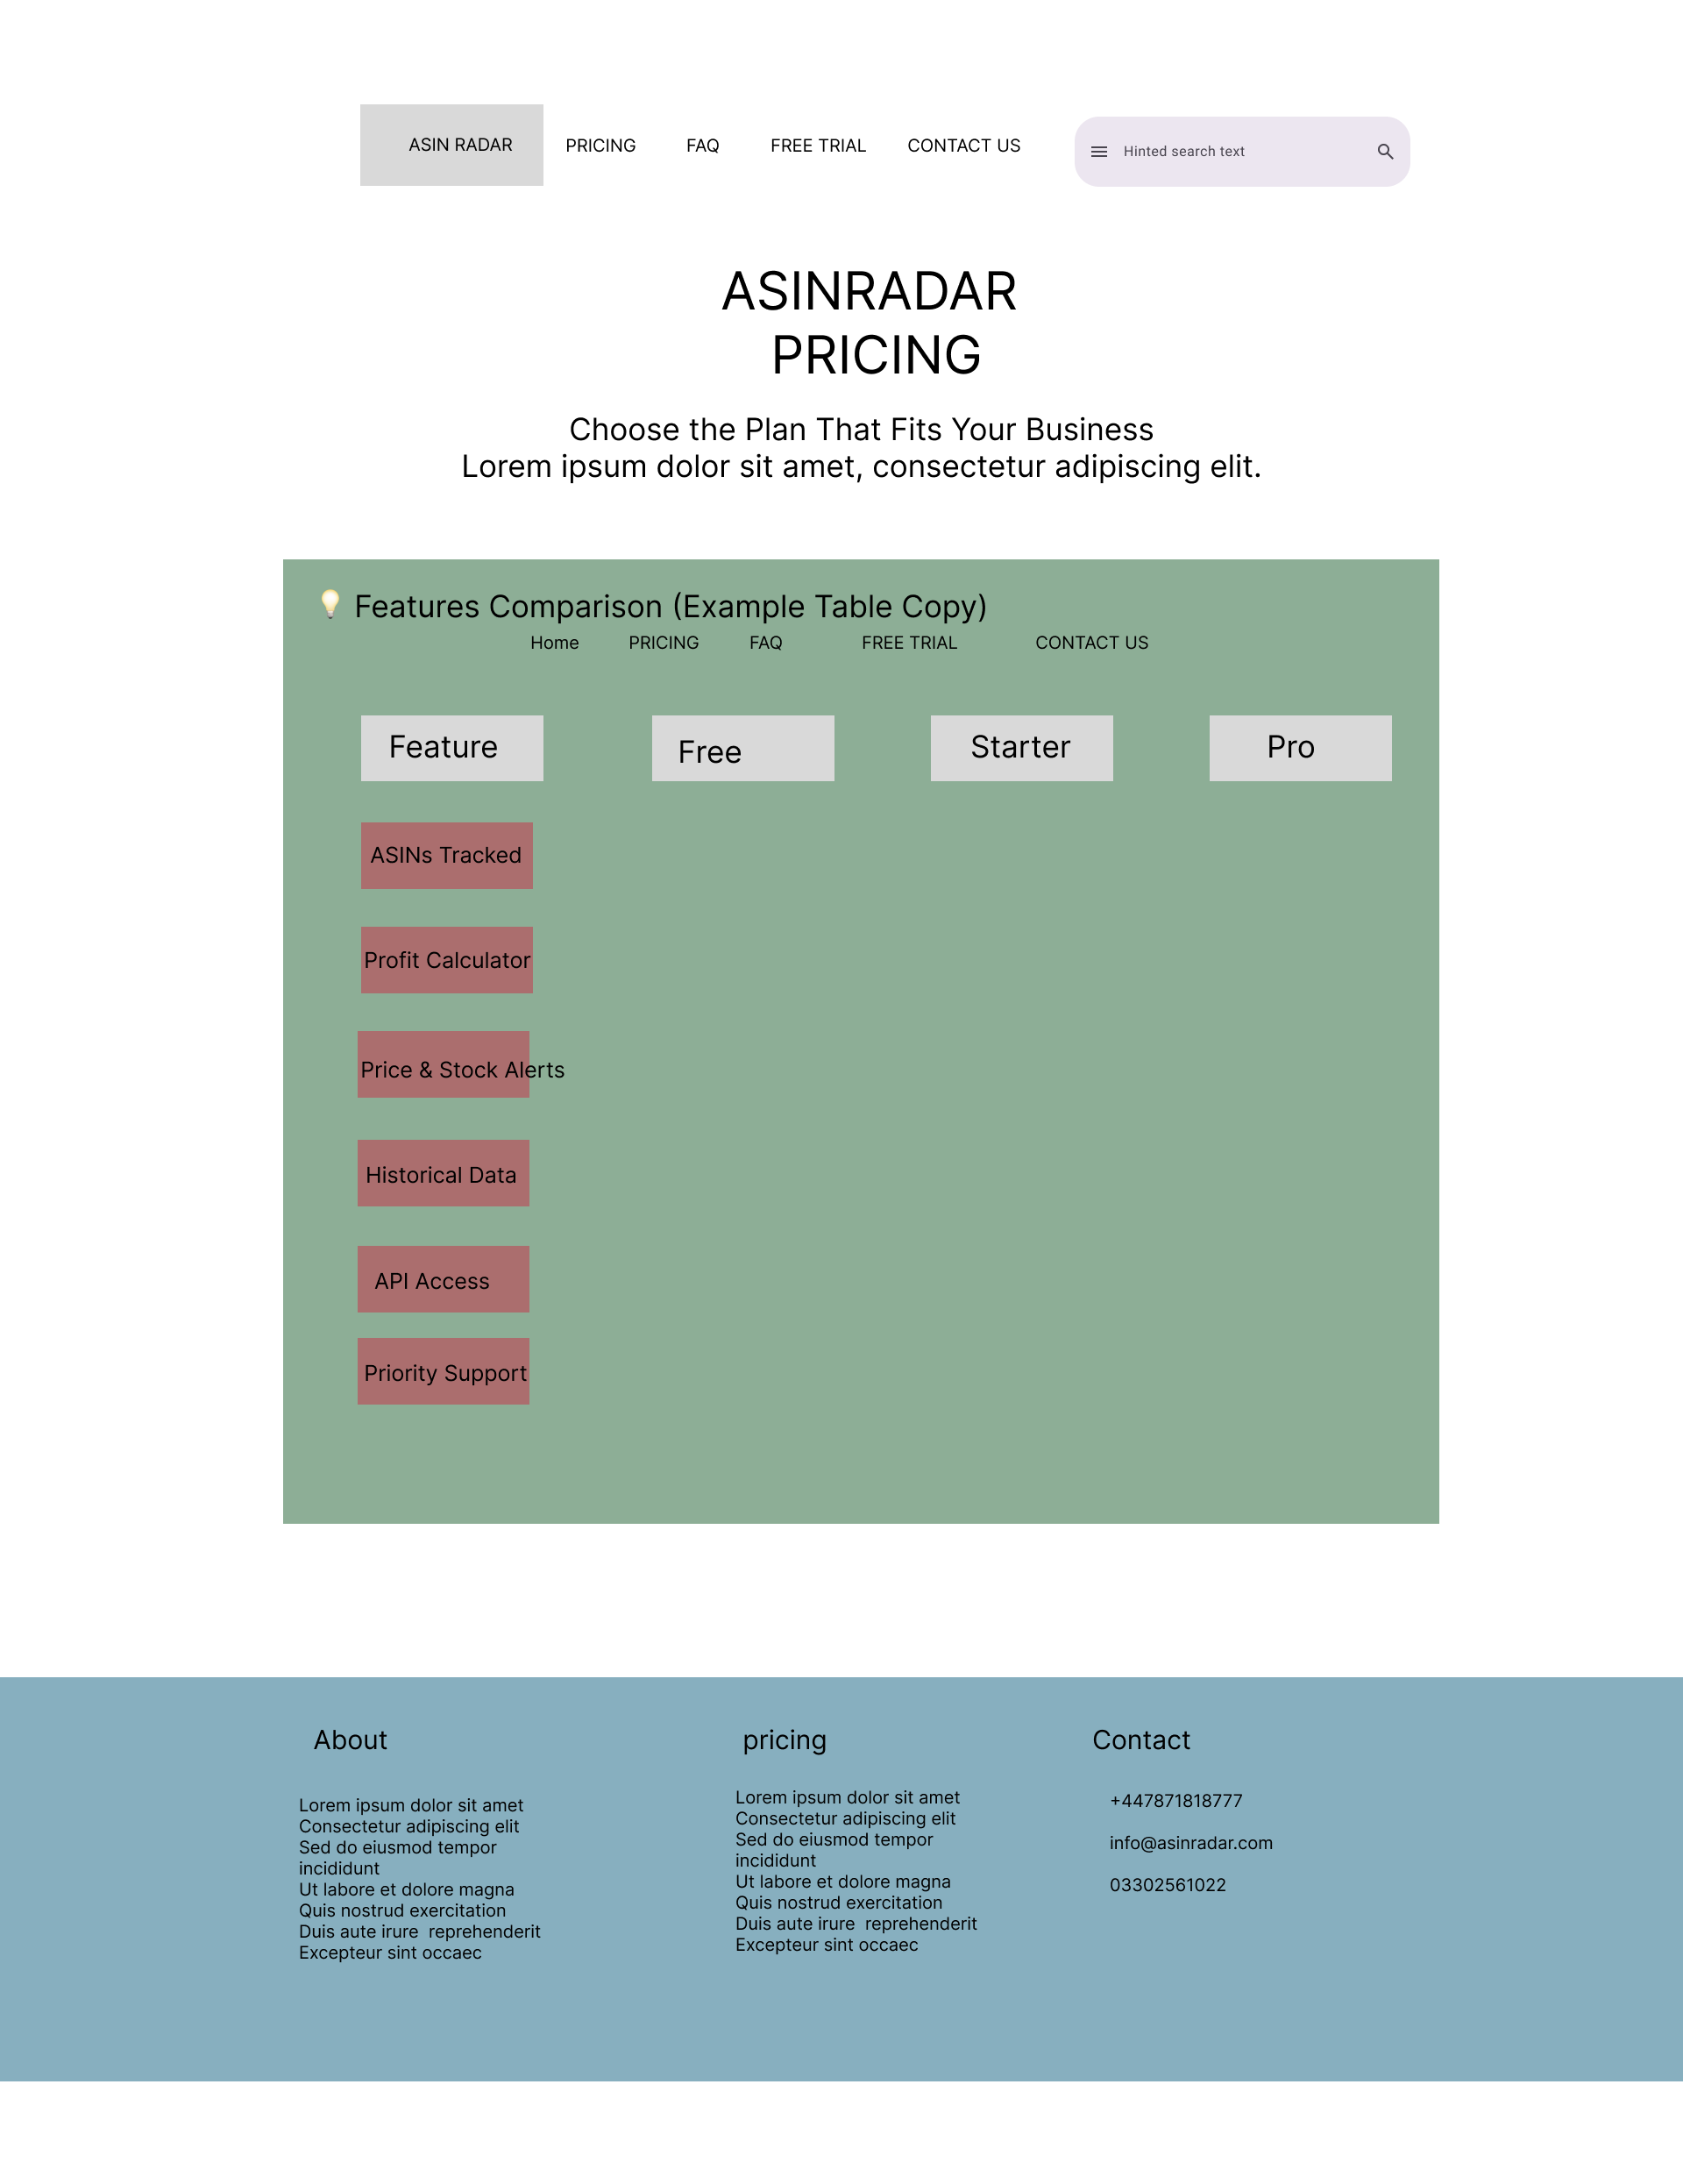 ASIN RADAR PRICING FAQ FREE TRIAL CONTACT US Hinted search text
ASINRADAR
PRICING
Choose the Plan That Fits Your Business
Lorem ipsum dolor sit amet, consectetur adipiscing elit.
💡 Features Comparison (Example Table Copy)
Home PRICING FAQ FREE TRIAL CONTACT US
Feature Free Starter Pro
ASINs Tracked
Profit Calculator
Price & Stock Alerts
Historical Data
API Access
Priority Support
About
Lorem ipsum dolor sit amet
Consectetur adipiscing elit
Sed do eiusmod tempor
incididunt
Ut labore et dolore magna
Quis nostrud exercitation
Duis aute irure  reprehenderit
Excepteur sint occaec
pricing
Lorem ipsum dolor sit amet
Consectetur adipiscing elit
Sed do eiusmod tempor
incididunt
Ut labore et dolore magna
Quis nostrud exercitation
Duis aute irure  reprehenderit
Excepteur sint occaec
Contact
+447871818777
info@asinradar.com
03302561022